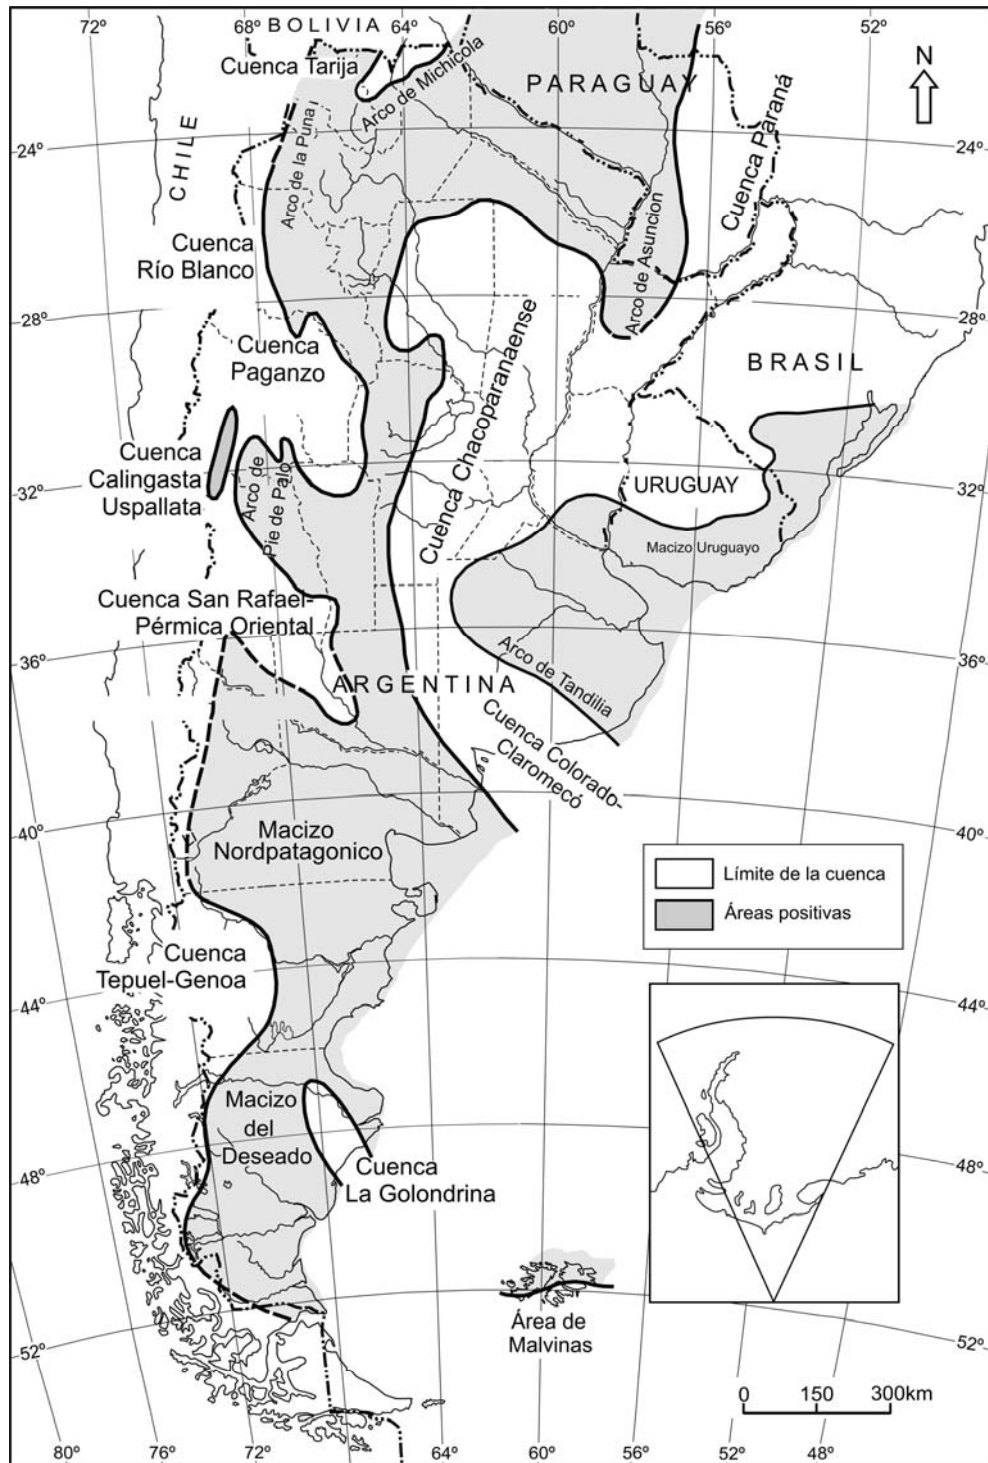 72º
68º
BOLIVIA
64º
60º
56º
52º
Cuenca Tarija
Arco de Michicola
PARAGUAY
N
CHILE
Arco de la Puna
Cuenca Paraná
24º
24º
Cuenca
Río Blanco
Arco de Asuncion
28º
28º
Cuenca
Paganzo
Cuenca Chacoparanaense
BRASIL
Cuenca
Calingasta
Uspallata
Arco de
Pie de Palo
32º
32º
URUGUAY
Macizo Uruguayo
Cuenca San Rafael-
Pérmica Oriental
36º
36º
ARGENTINA
Arco de Tandilia
Cuenca Colorado-
Claromecó
40º
40º
Macizo
Nordpatagonico
Límite de la cuenca
Áreas positivas
Cuenca
Tepuel-Genoa
44º
44º
Macizo
del
Deseado
Cuenca
La Golondrina
48º
48º
Área de
Malvinas
52º
52º
0 150 300km
80º
76º
72º
64º
60º
56º
52º
48º